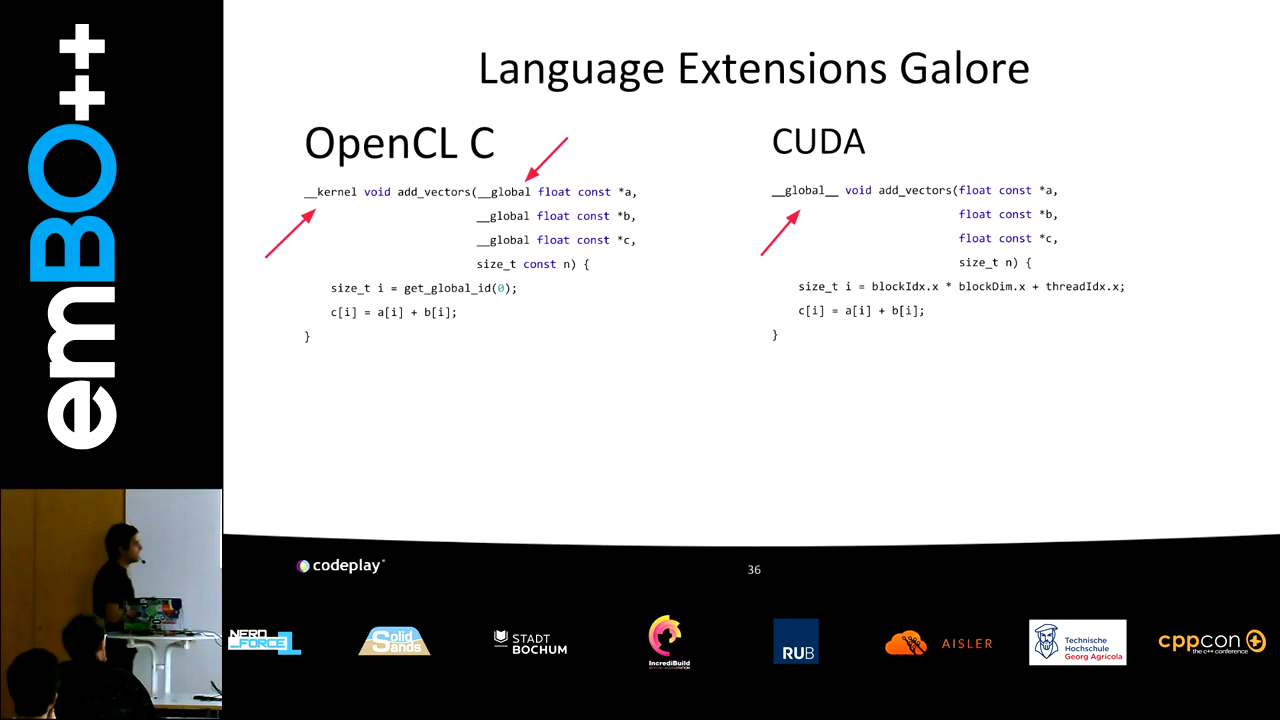 emBO++
Language Extensions Galore
OpenCL C
__kernel void add_vectors(__global float const *a,
__global float const *b,
__global float const *c,
size_t const n) {
size_t i = get_global_id(0);
c[i] = a[i] + b[i];
}
CUDA
__global__ void add_vectors(float const *a,
float const *b,
float const *c,
size_t n) {
size_t i = blockIdx.x * blockDim.x + threadIdx.x;
c[i] = a[i] + b[i];
}
codeplay
36
NERD
FORCE1
Solid
Sands
STADT
BOCHUM
IncrediBuild
RUB
AISLER
Technische
Hochschule
Georg Agricola
cppcon
the c++ conference